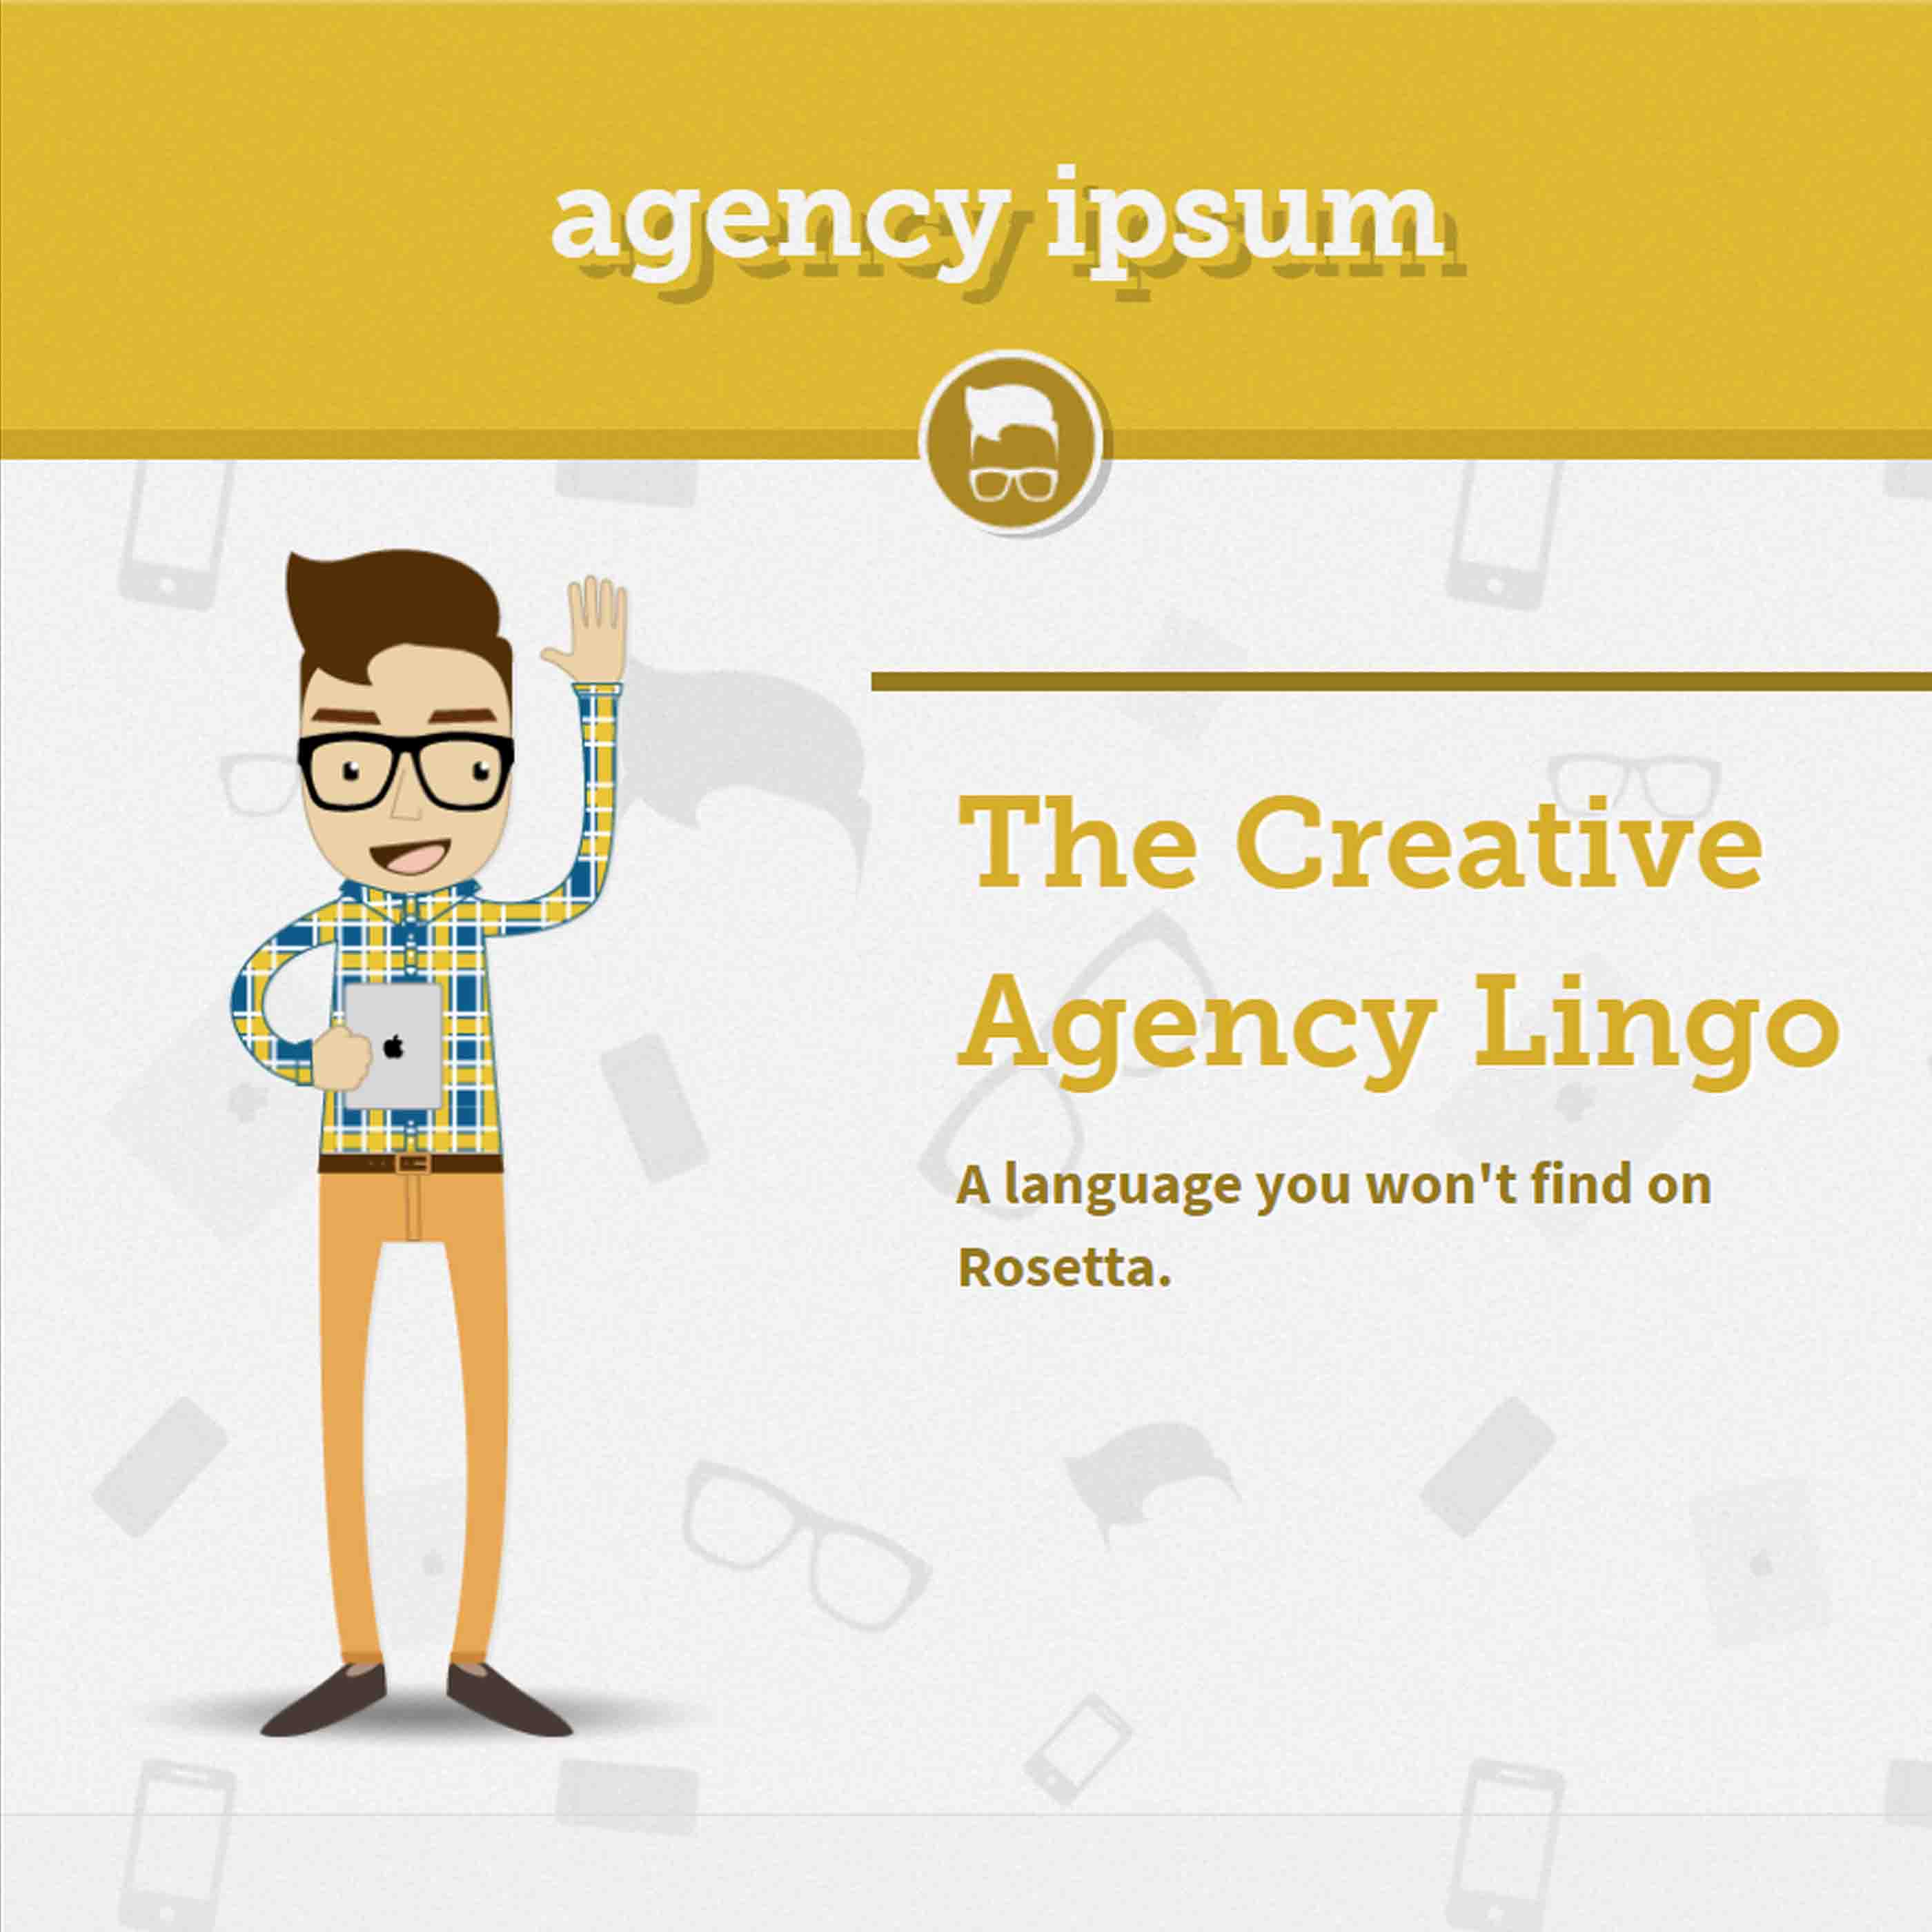 agency ipsum
The Creative
Agency Lingo
A language you won't find on
Rosetta.